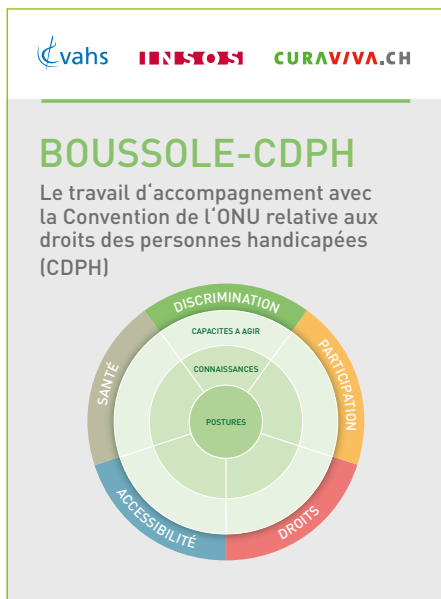 vahs INSOS CURAVIVA.CH
BOUSSOLE-CDPH
Le travail d‘accompagnement avec
la Convention de l‘ONU relative aux
droits des personnes handicapées
(CDPH)
DISCRIMINATION
CAPACITES A AGIR
CONNAISSANCES
POSTURES
SANTÉ
PARTICIPATION
ACCESSIBILITÉ
DROITS